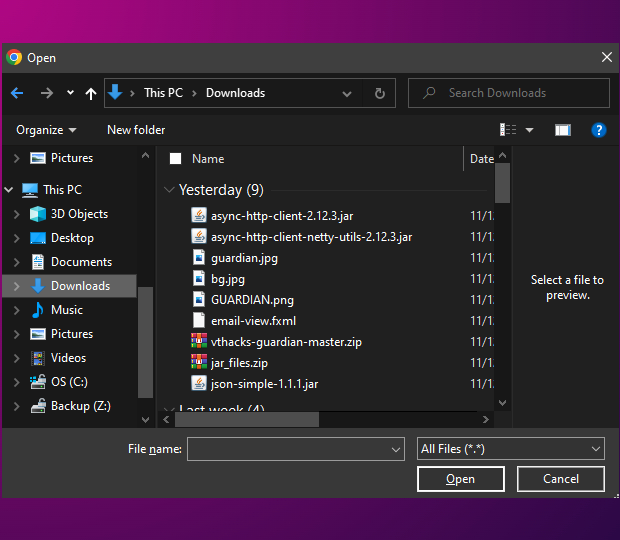 Open
This PC
Downloads
Search Downloads
Organize
New folder
?
Pictures
This PC
3D Objects
Desktop
Documents
Downloads
Music
Pictures
Videos
OS (C:)
Backup (Z:)
Name
Date
Yesterday (9)
async-http-client-2.12.3.jar 11/1
async-http-client-netty-utils-2.12.3.jar 11/1
guardian.jpg 11/1
bg.jpg 11/1
GUARDIAN.png 11/1
email-view.fxml 11/1
vthacks-guardian-master.zip 11/1
jar_files.zip 11/1
json-simple-1.1.1.jar 11/1
Last week (4)
Select a file to
preview.
File name:
All Files (*.*)
Open
Cancel